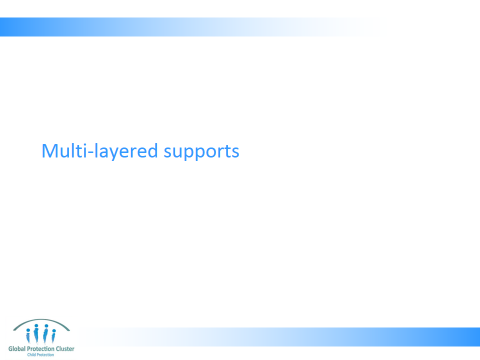 Multi-layered supports
Global Protection Cluster
Child Protection